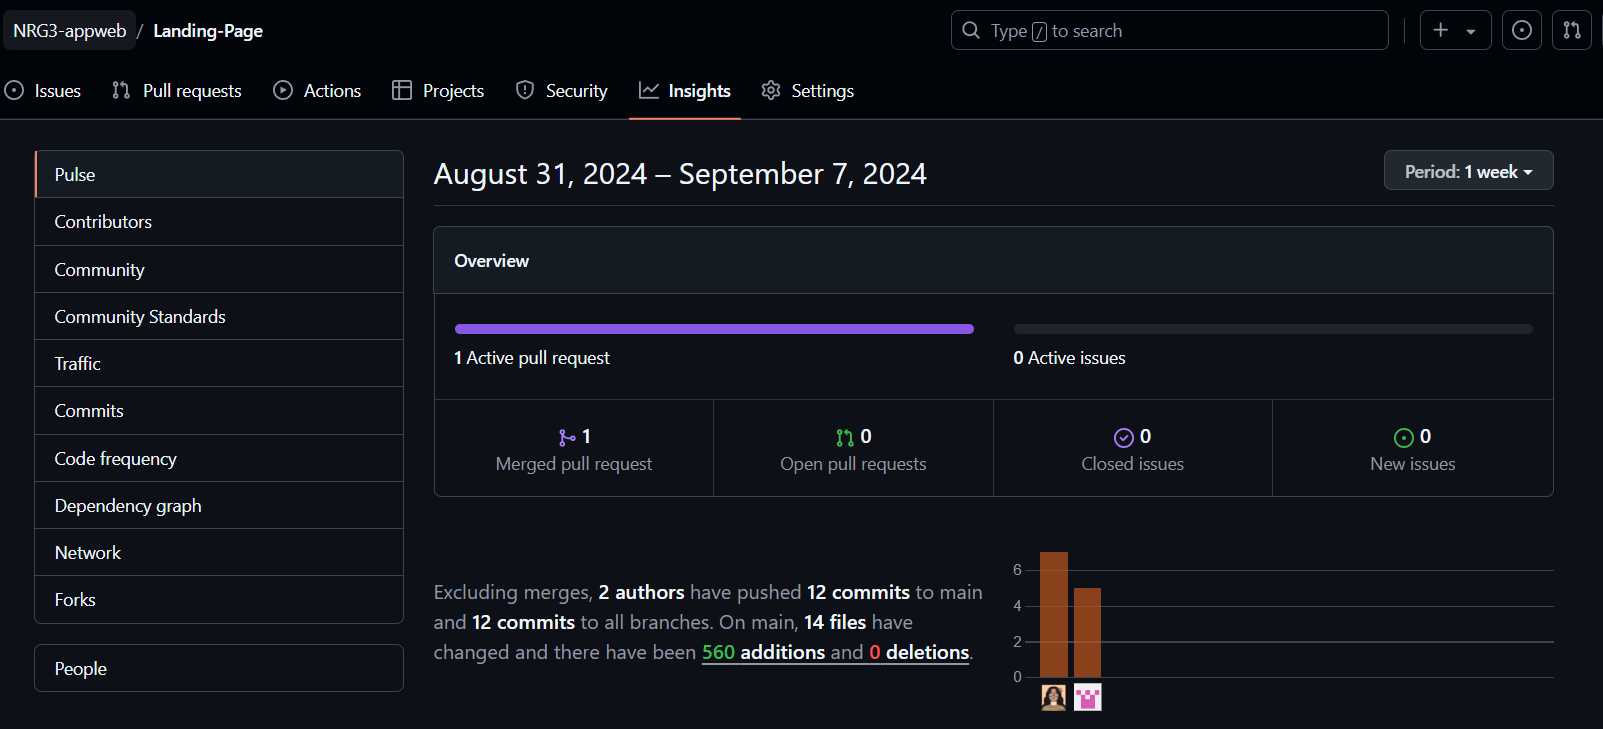 NRG3-appweb / Landing-Page
Type / to search
Issues
Pull requests
Actions
Projects
Security
Insights
Settings
Pulse
Contributors
Community
Community Standards
Traffic
Commits
Code frequency
Dependency graph
Network
Forks
People
August 31, 2024 – September 7, 2024
Period: 1 week
Overview
1 Active pull request
0 Active issues
1
Merged pull request
0
Open pull requests
0
Closed issues
0
New issues
Excluding merges, 2 authors have pushed 12 commits to main
and 12 commits to all branches. On main, 14 files have
changed and there have been 560 additions and 0 deletions.
6
4
2
0